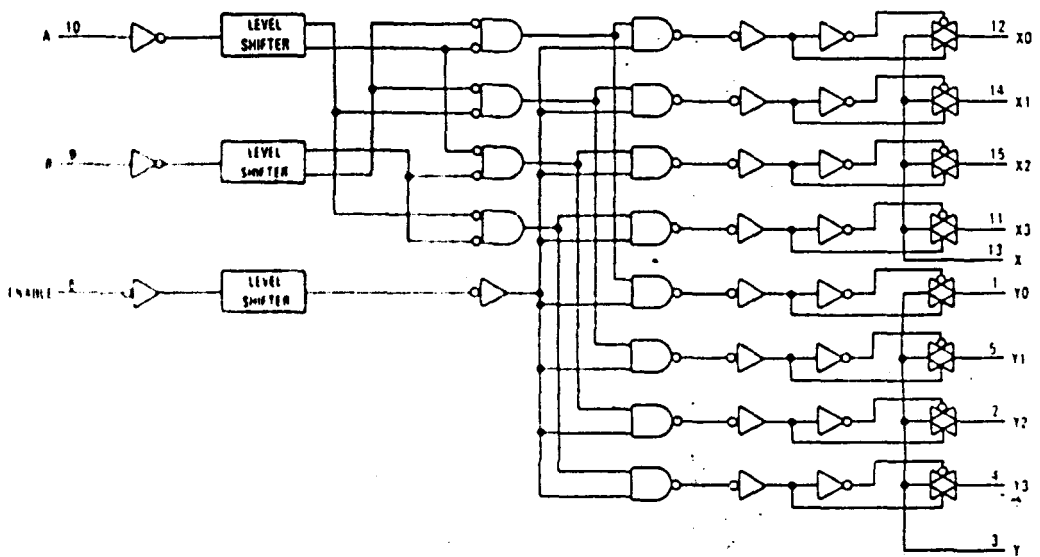 A 10
LEVEL SHIFTER
12 X0
14 X1
9
LEVEL SHIFTER
15 X2
11 X3
13 X
ENABLE
LEVEL SHIFTER
1 Y0
5 Y1
2 Y2
4 Y3
3 Y